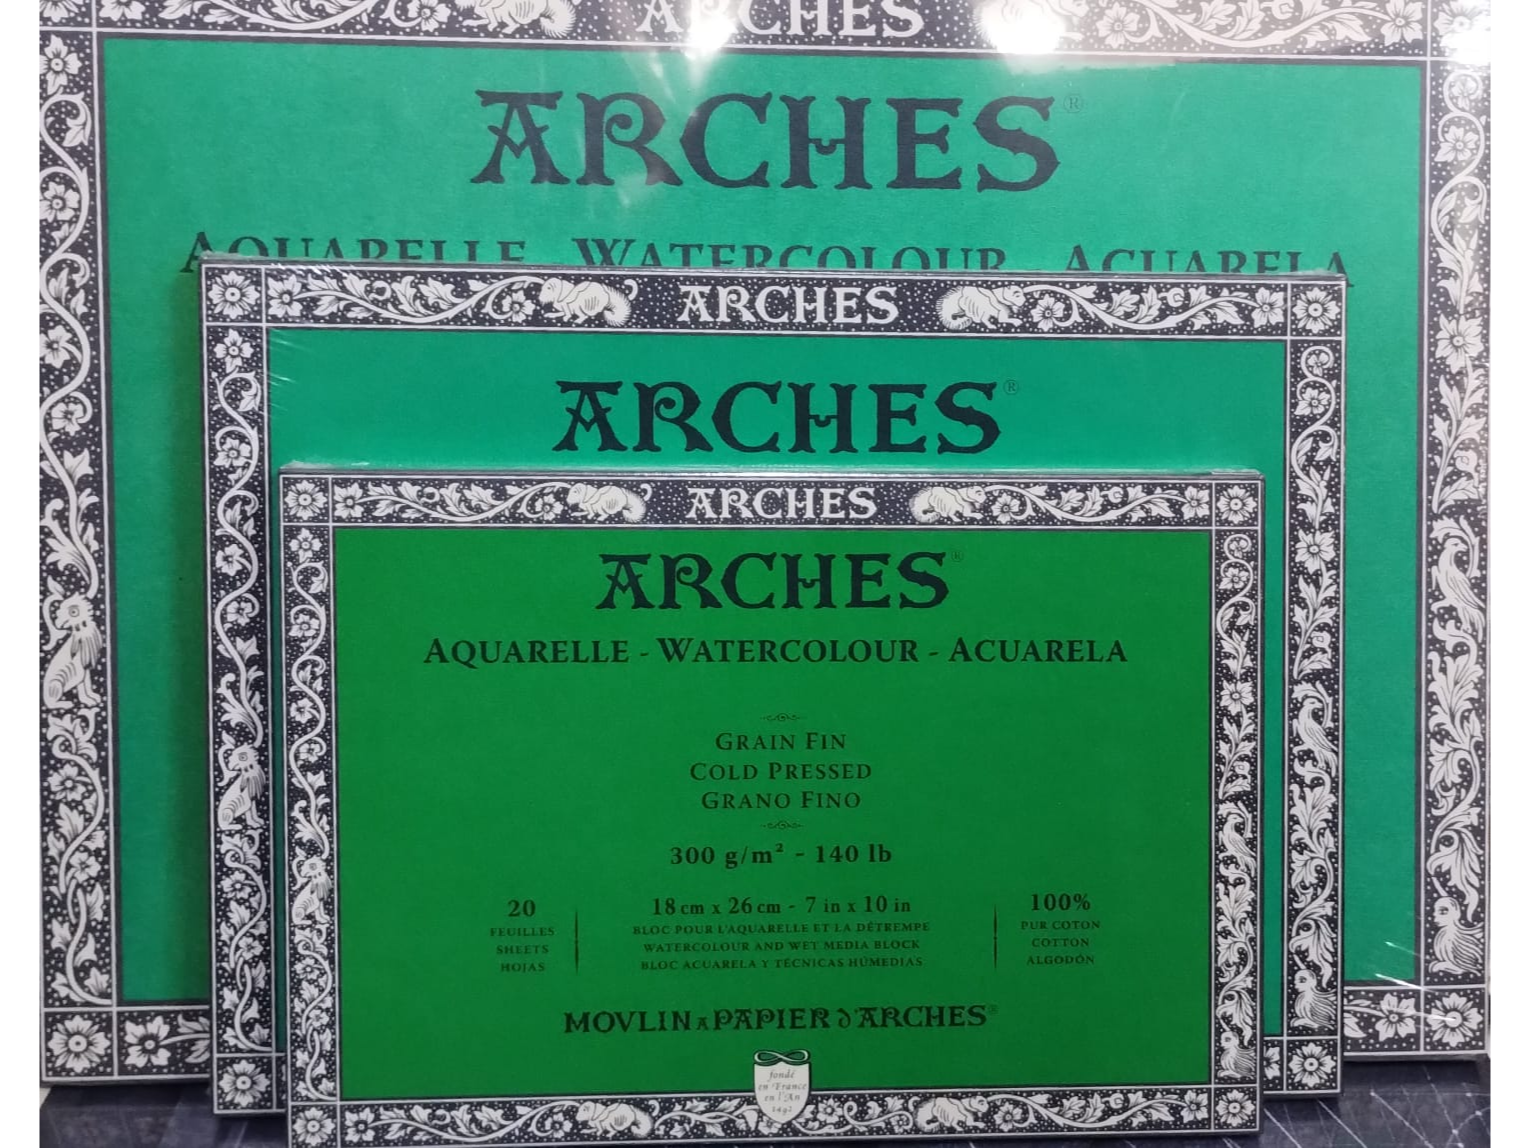 ARCHES
ARCHES®
AQUARELLE - WATERCOLOUR - ACUARELA
ARCHES
ARCHES®
ARCHES
ARCHES®
AQUARELLE - WATERCOLOUR - ACUARELA
GRAIN FIN
COLD PRESSED
GRANO FINO
300 g/m² - 140 lb
20
FEUILLES
SHEETS
HOJAS
18 cm x 26 cm - 7 in x 10 in
BLOC POUR L'AQUARELLE ET LA DÉTREMPE
WATERCOLOUR AND WET MEDIA BLOCK
BLOC ACUARELA Y TÉCNICAS HÚMEDIAS
100%
PUR COTON
COTTON
ALGODÓN
MOVLIN A PAPIER D'ARCHES®
fondé
en France
en l'An
1492